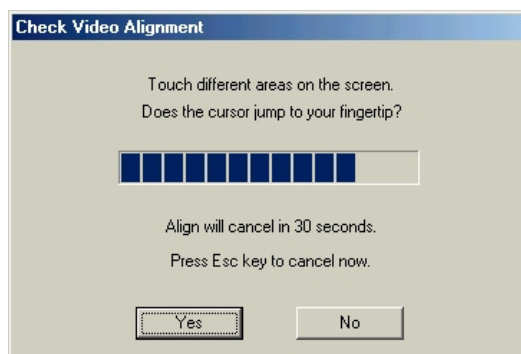 Check Video Alignment
Touch different areas on the screen.
Does the cursor jump to your fingertip?
Align will cancel in 30 seconds.
Press Esc key to cancel now.
Yes
No